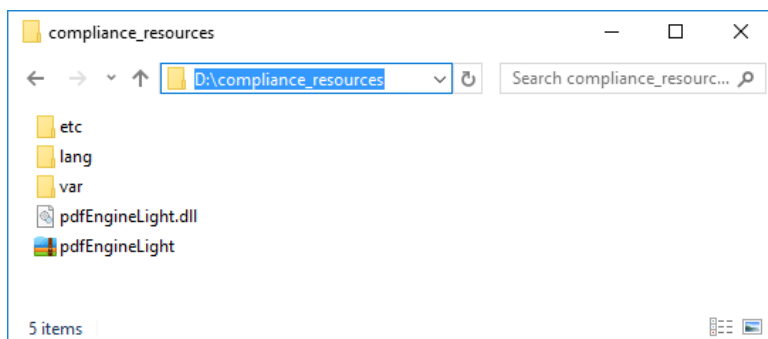 compliance_resources
D:\compliance_resources
Search compliance_resourc...
etc
lang
var
pdfEngineLight.dll
pdfEngineLight
5 items